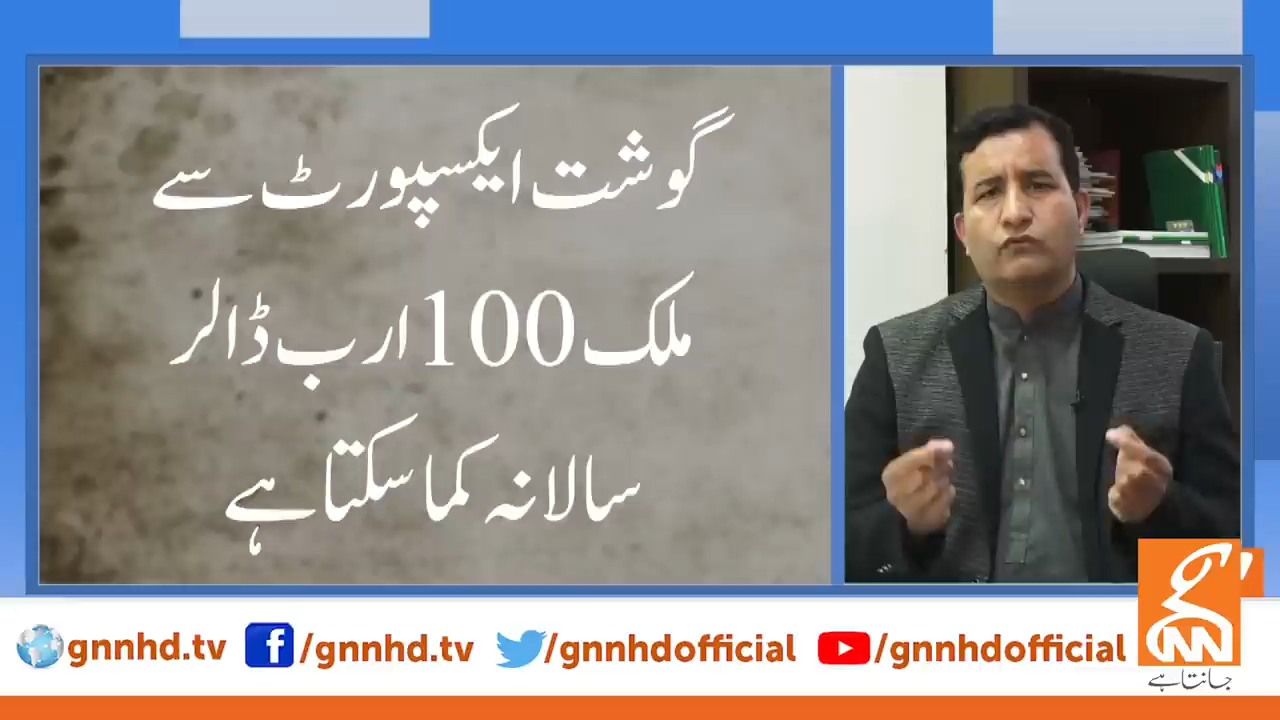 گوشت ایکسپورٹ سے
ملک 100 ارب ڈالر
سالانہ کما سکتا ہے
gnnhd.tv
/gnnhd.tv
/gnnhdofficial
/gnnhdofficial
GNN
جانتا ہے